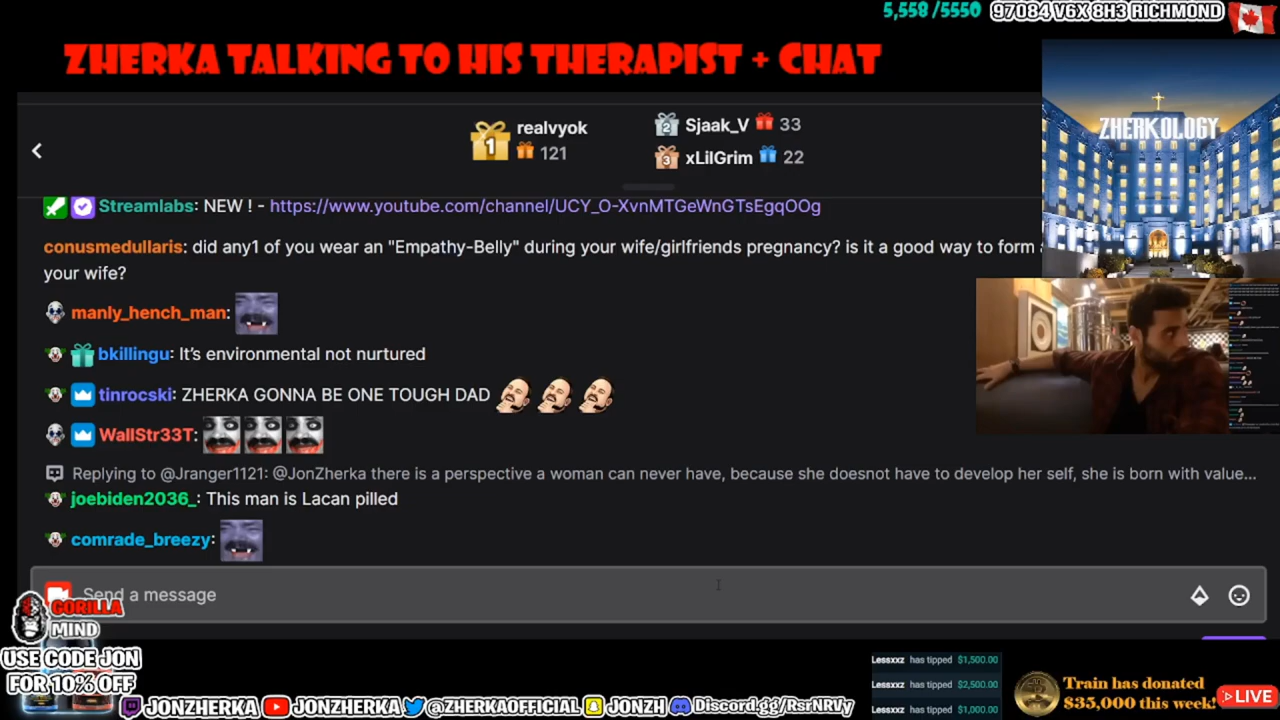 5,558 /5550
97084 V6X 8H3 RICHMOND
ZHERKA TALKING TO HIS THERAPIST + CHAT
ZHERKOLOGY
1 realvyok
121
2 Sjaak_V 33
3 xLilGrim 22
Streamlabs: NEW ! - https://www.youtube.com/channel/UCY_O-XvnMTGeWnGTsEgqOOg
conusmedullaris: did any1 of you wear an "Empathy-Belly" during your wife/girlfriends pregnancy? is it a good way to form
your wife?
manly_hench_man:
bkillingu: It's environmental not nurtured
tinrocski: ZHERKA GONNA BE ONE TOUGH DAD
WallStr33T:
Replying to @Jranger1121: @JonZherka there is a perspective a woman can never have, because she doesnot have to develop her self, she is born with value...
joebiden2036_: This man is Lacan pilled
comrade_breezy:
Send a message
GORILLA
MIND
USE CODE JON
FOR 10% OFF
JONZHERKA JONZHERKA @ZHERKAOFFICIAL JONZH Discord.gg/RsrNRVy
Lessxxz has tipped $1,500.00
Lessxxz has tipped $2,500.00
Lessxxz has tipped $1,000.00
Train has donated
$35,000 this week!
LIVE